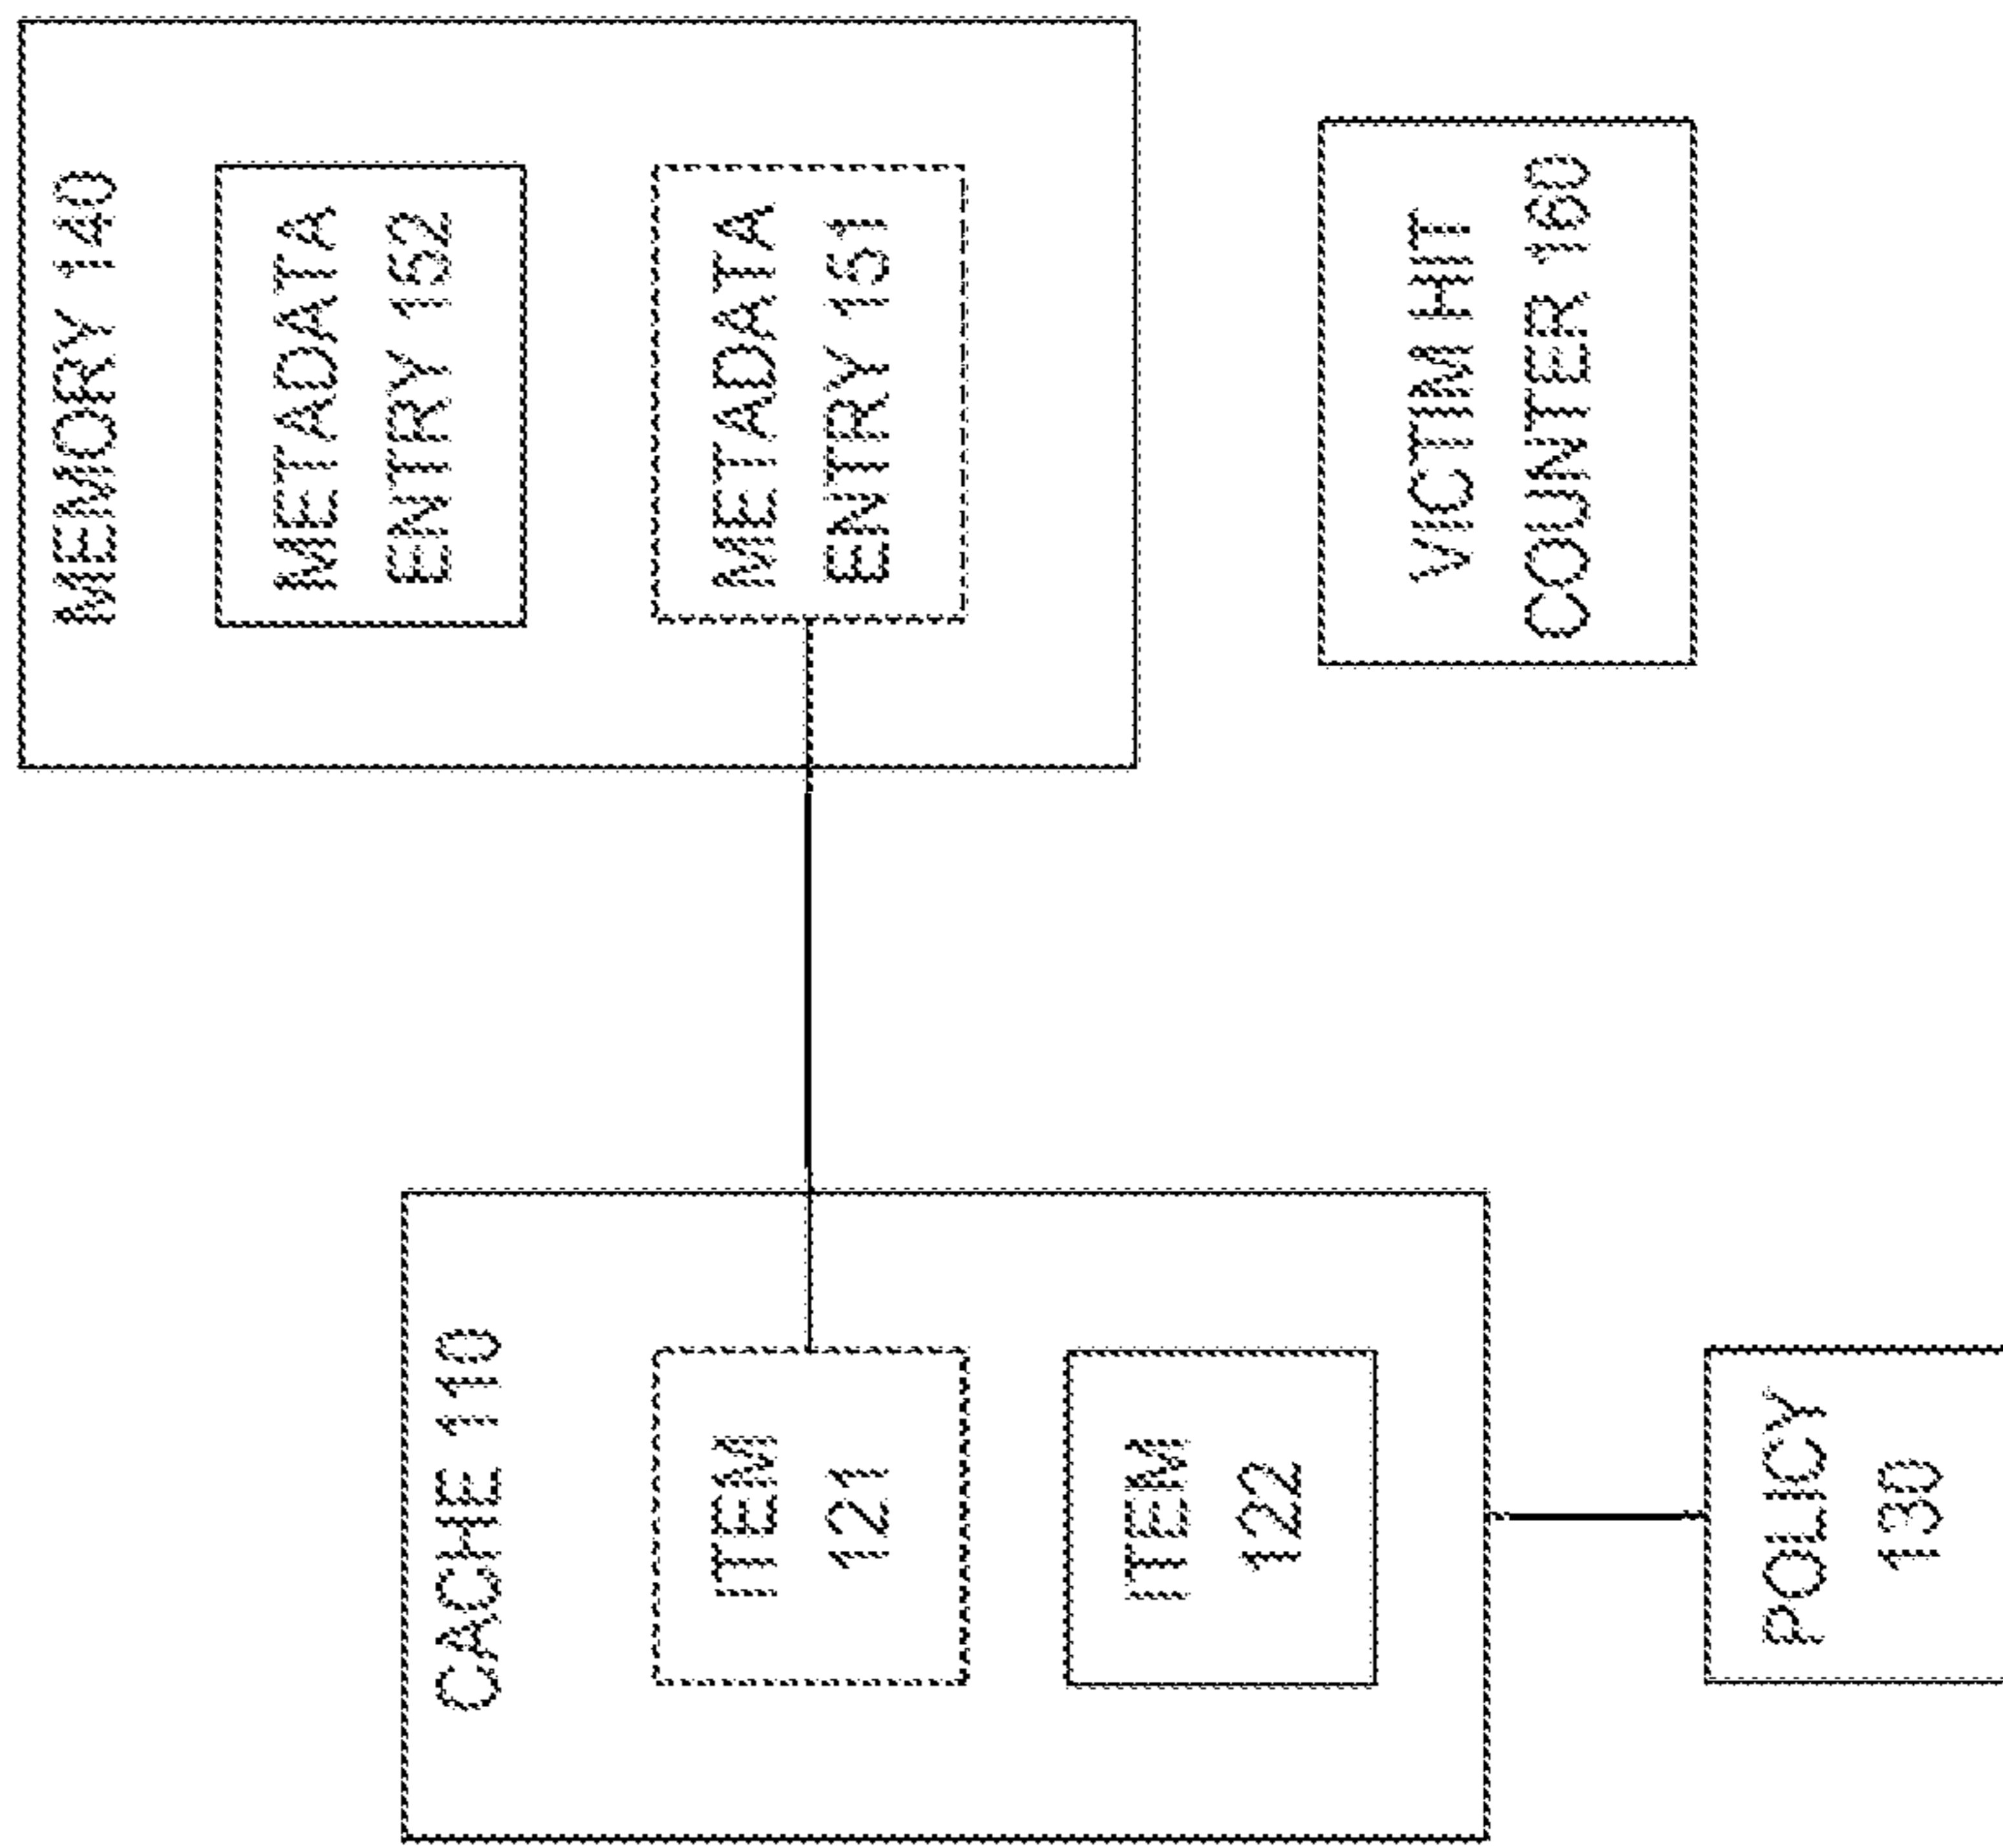 CACHE 110
ITEM
121
ITEM
122
POLICY
130
MEMORY 140
METADATA
ENTRY 152
METADATA
ENTRY 151
VICTIM HIT
COUNTER 160